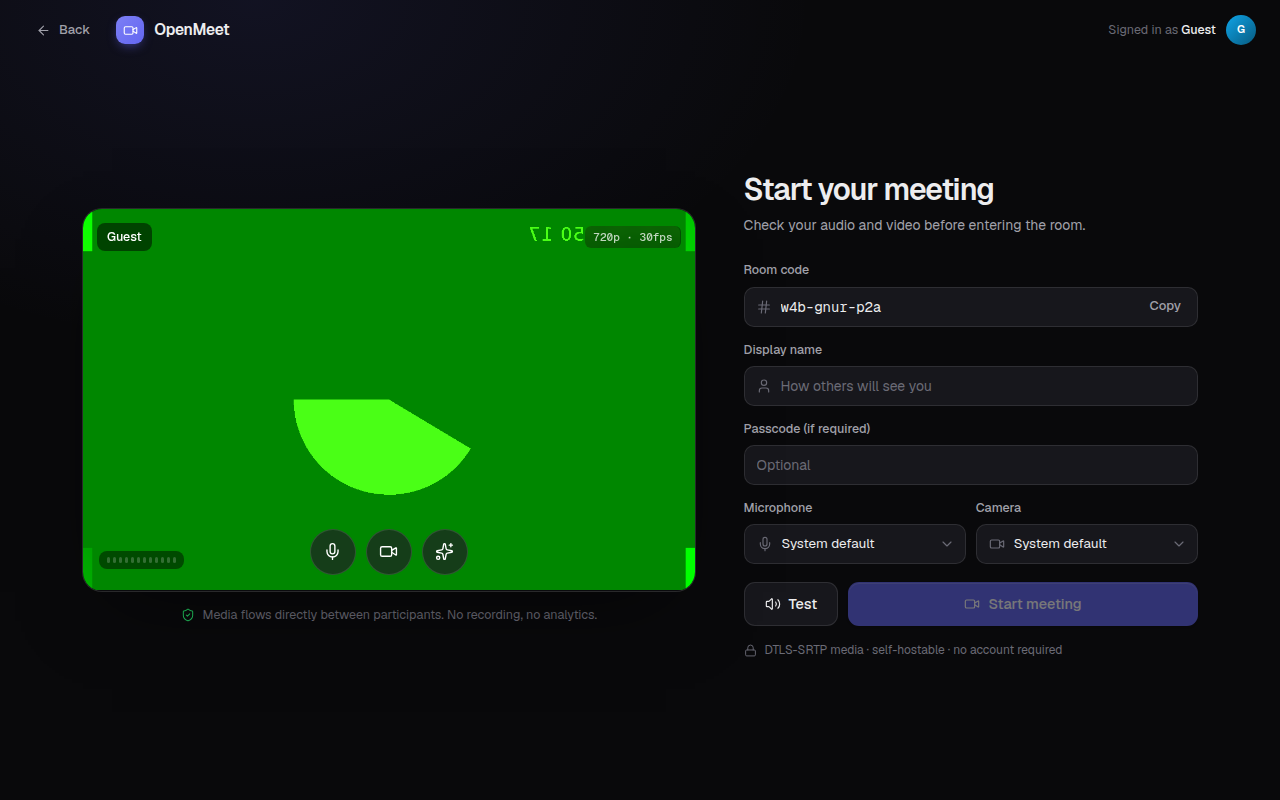 Back
OpenMeet
Signed in as Guest
G
Guest
50 17
720p · 30fps
Media flows directly between participants. No recording, no analytics.
Start your meeting
Check your audio and video before entering the room.
Room code
w4b-gnur-p2a
Copy
Display name
How others will see you
Passcode (if required)
Optional
Microphone
Camera
System default
System default
Test
Start meeting
DTLS-SRTP media · self-hostable · no account required